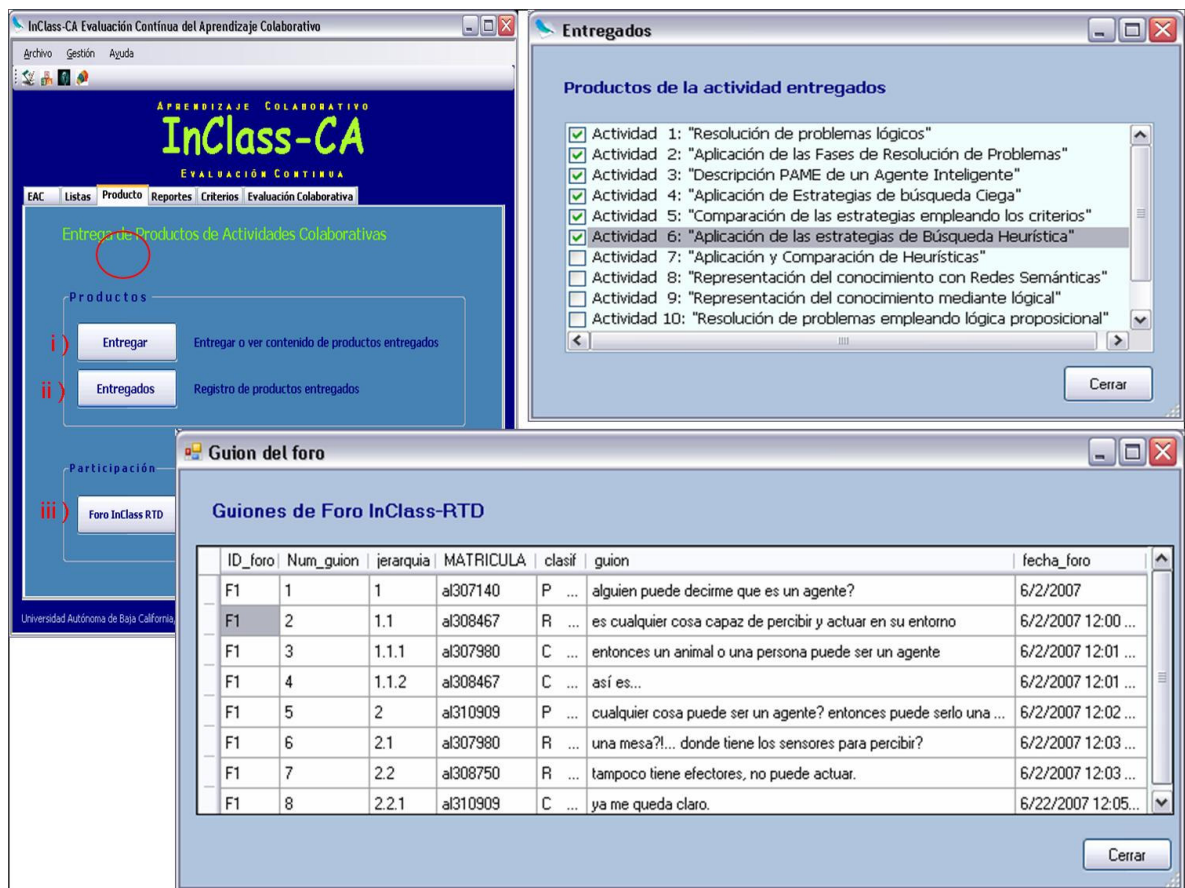 InClass-CA Evaluación Contínua del Aprendizaje Colaborativo
Archivo Gestión Ayuda
APRENDIZAJE COLABORATIVO
InClass-CA
EVALUACIÓN CONTINUA
EAC Listas Producto Reportes Criterios Evaluación Colaborativa
Entrega de Productos de Actividades Colaborativas
Productos
i ) Entregar Entregar o ver contenido de productos entregados
ii ) Entregados Registro de productos entregados
Participación
iii ) Foro InClass RTD
Universidad Autónoma de Baja California,
Entregados
Productos de la actividad entregados
Actividad 1: "Resolución de problemas lógicos"
Actividad 2: "Aplicación de las Fases de Resolución de Problemas"
Actividad 3: "Descripción PAME de un Agente Inteligente"
Actividad 4: "Aplicación de Estrategias de búsqueda Ciega"
Actividad 5: "Comparación de las estrategias empleando los criterios"
Actividad 6: "Aplicación de las estrategias de Búsqueda Heurística"
Actividad 7: "Aplicación y Comparación de Heurísticas"
Actividad 8: "Representación del conocimiento con Redes Semánticas"
Actividad 9: "Representación del conocimiento mediante lógical"
Actividad 10: "Resolución de problemas empleando lógica proposicional"
Cerrar
Guion del foro
Guiones de Foro InClass-RTD
ID_foro Num_guion jerarquia MATRICULA clasif guion fecha_foro
F1 1 1 al307140 P ... alguien puede decirme que es un agente? 6/2/2007
F1 2 1.1 al308467 R ... es cualquier cosa capaz de percibir y actuar en su entorno 6/2/2007 12:00 ...
F1 3 1.1.1 al307980 C ... entonces un animal o una persona puede ser un agente 6/2/2007 12:01 ...
F1 4 1.1.2 al308467 C ... así es... 6/2/2007 12:01 ...
F1 5 2 al310909 P ... cualquier cosa puede ser un agente? entonces puede serlo una ... 6/2/2007 12:02 ...
F1 6 2.1 al307980 R ... una mesa?!... donde tiene los sensores para percibir? 6/2/2007 12:03 ...
F1 7 2.2 al308750 R ... tampoco tiene efectores, no puede actuar. 6/2/2007 12:03 ...
F1 8 2.2.1 al310909 C ... ya me queda claro. 6/22/2007 12:05...
Cerrar